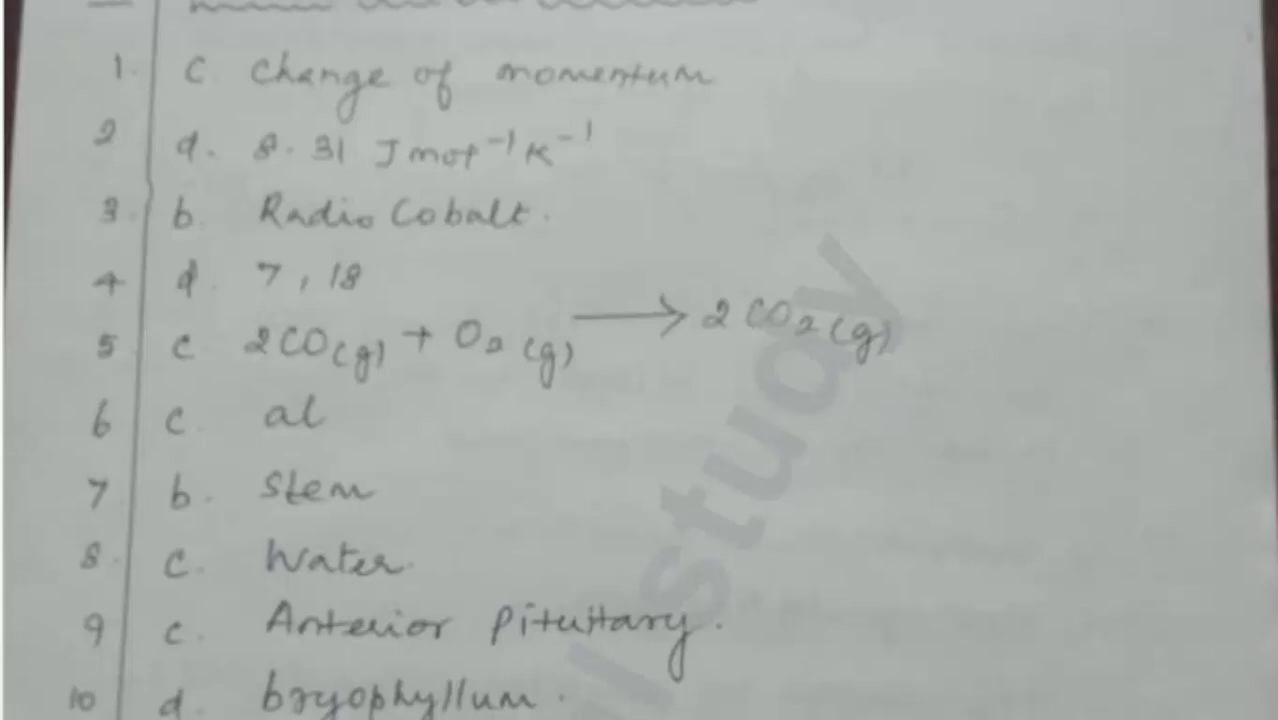 1. c. Change of momentum
2 d. 8.31 J mol⁻¹ K⁻¹
3. b. Radio Cobalt.
4 d. 7, 18
5 c 2CO(g) + O₂ (g) ⟶ 2CO₂(g)
6 c. al
7 b. stem
8. c. Water.
9 c. Anterior Pituitary.
10 d. bryophyllum.
study